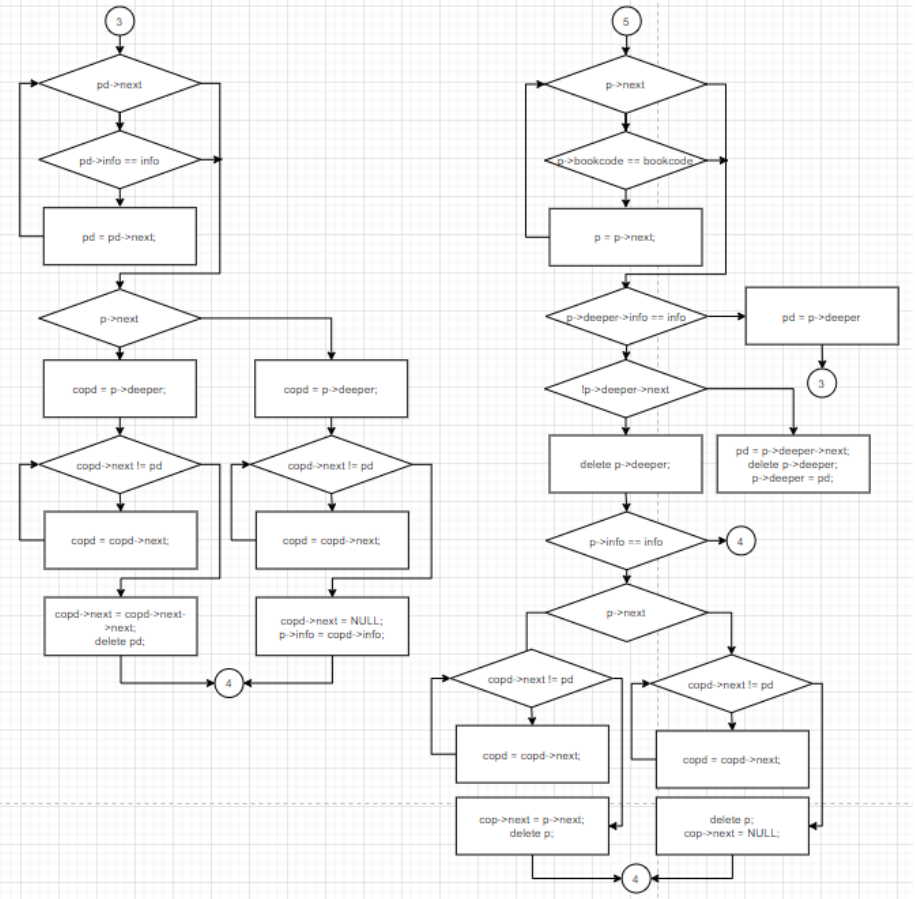 3
pd->next
pd->info == info
pd = pd->next;
p->next
copd = p->deeper;
copd = p->deeper;
copd->next != pd
copd->next != pd
copd = copd->next;
copd = copd->next;
copd->next = copd->next-
>next;
delete pd;
copd->next = NULL;
p->info = copd->info;
4
5
p->next
p->bookcode == bookcode
p = p->next;
p->deeper->info == info
pd = p->deeper
3
!p->deeper->next
delete p->deeper;
pd = p->deeper->next;
delete p->deeper;
p->deeper = pd;
p->info == info
4
p->next
copd->next != pd
copd->next != pd
copd = copd->next;
copd = copd->next;
cop->next = p->next;
delete p;
delete p;
cop->next = NULL;
4